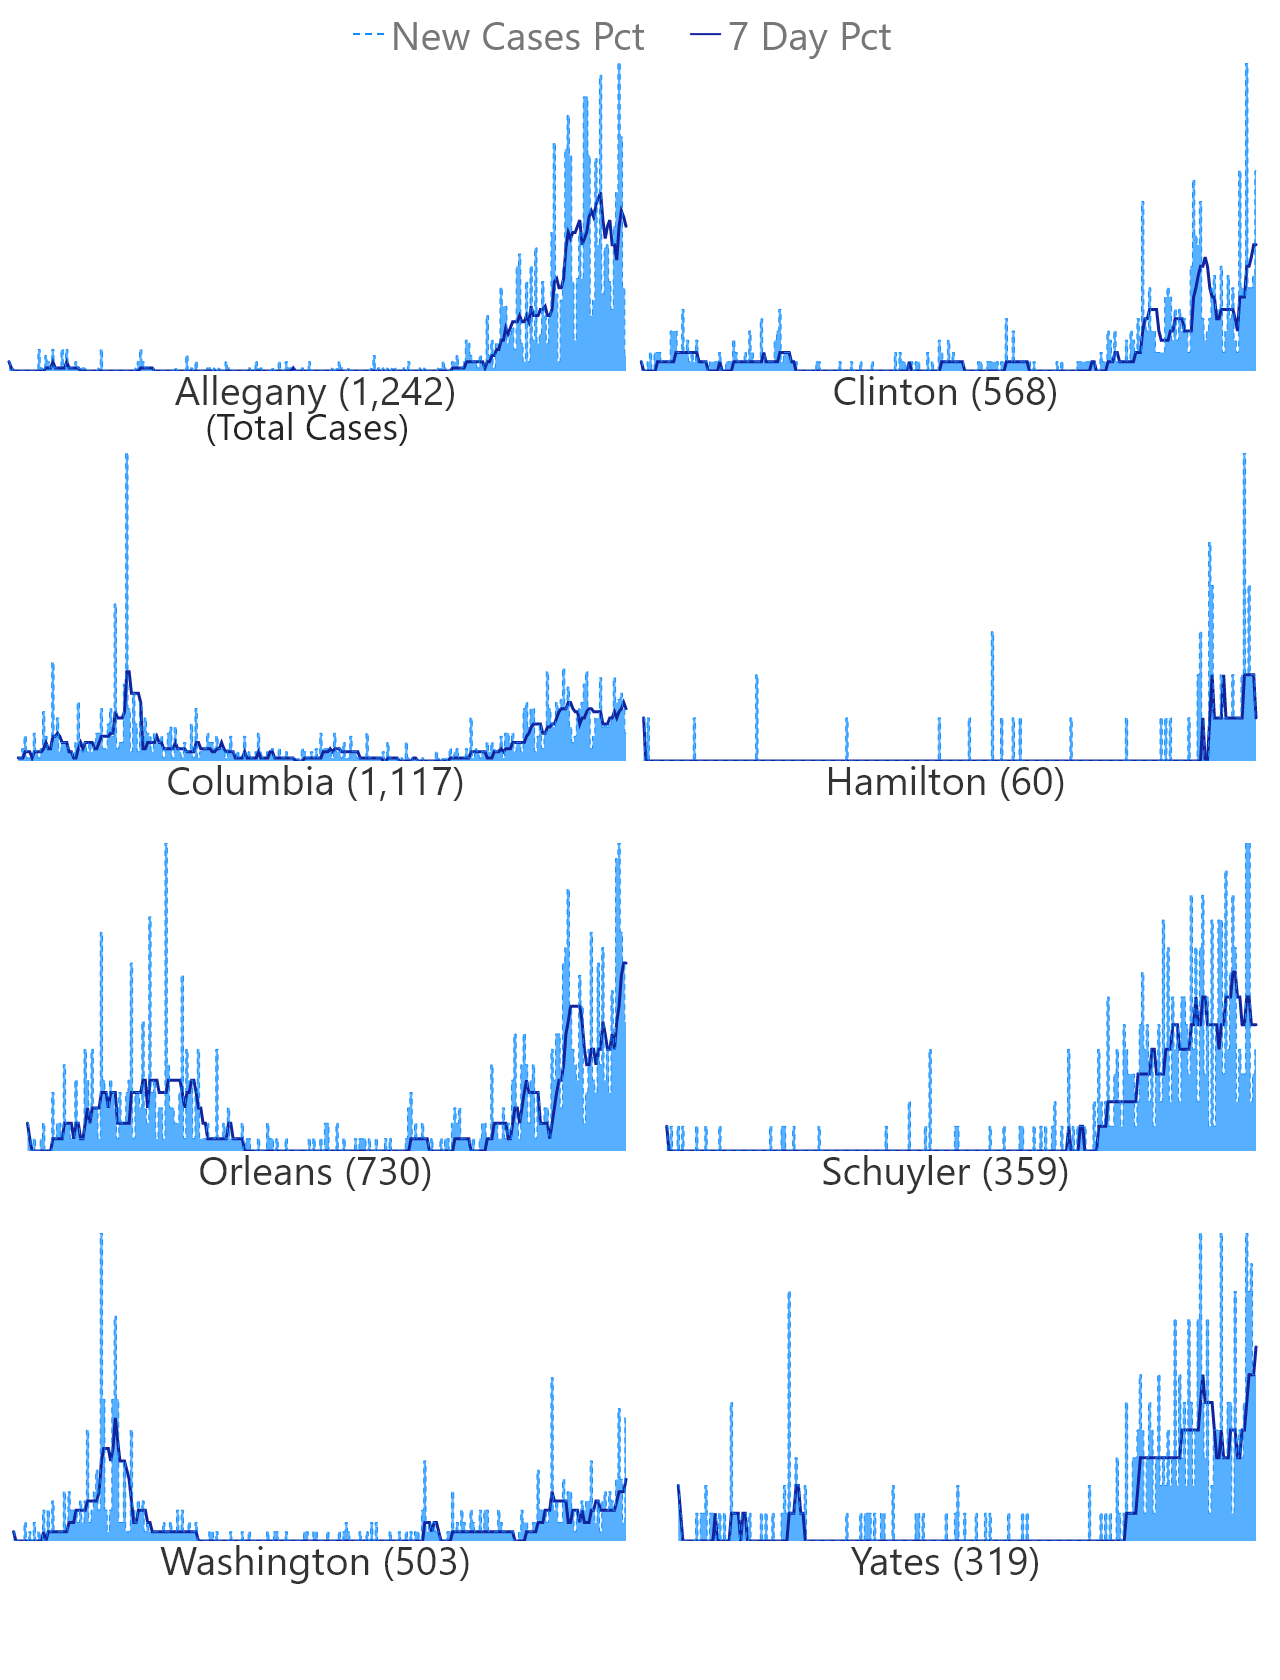 New Cases Pct 7 Day Pct
Allegany (1,242) Clinton (568)
(Total Cases)
Columbia (1,117) Hamilton (60)
Orleans (730) Schuyler (359)
Washington (503) Yates (319)